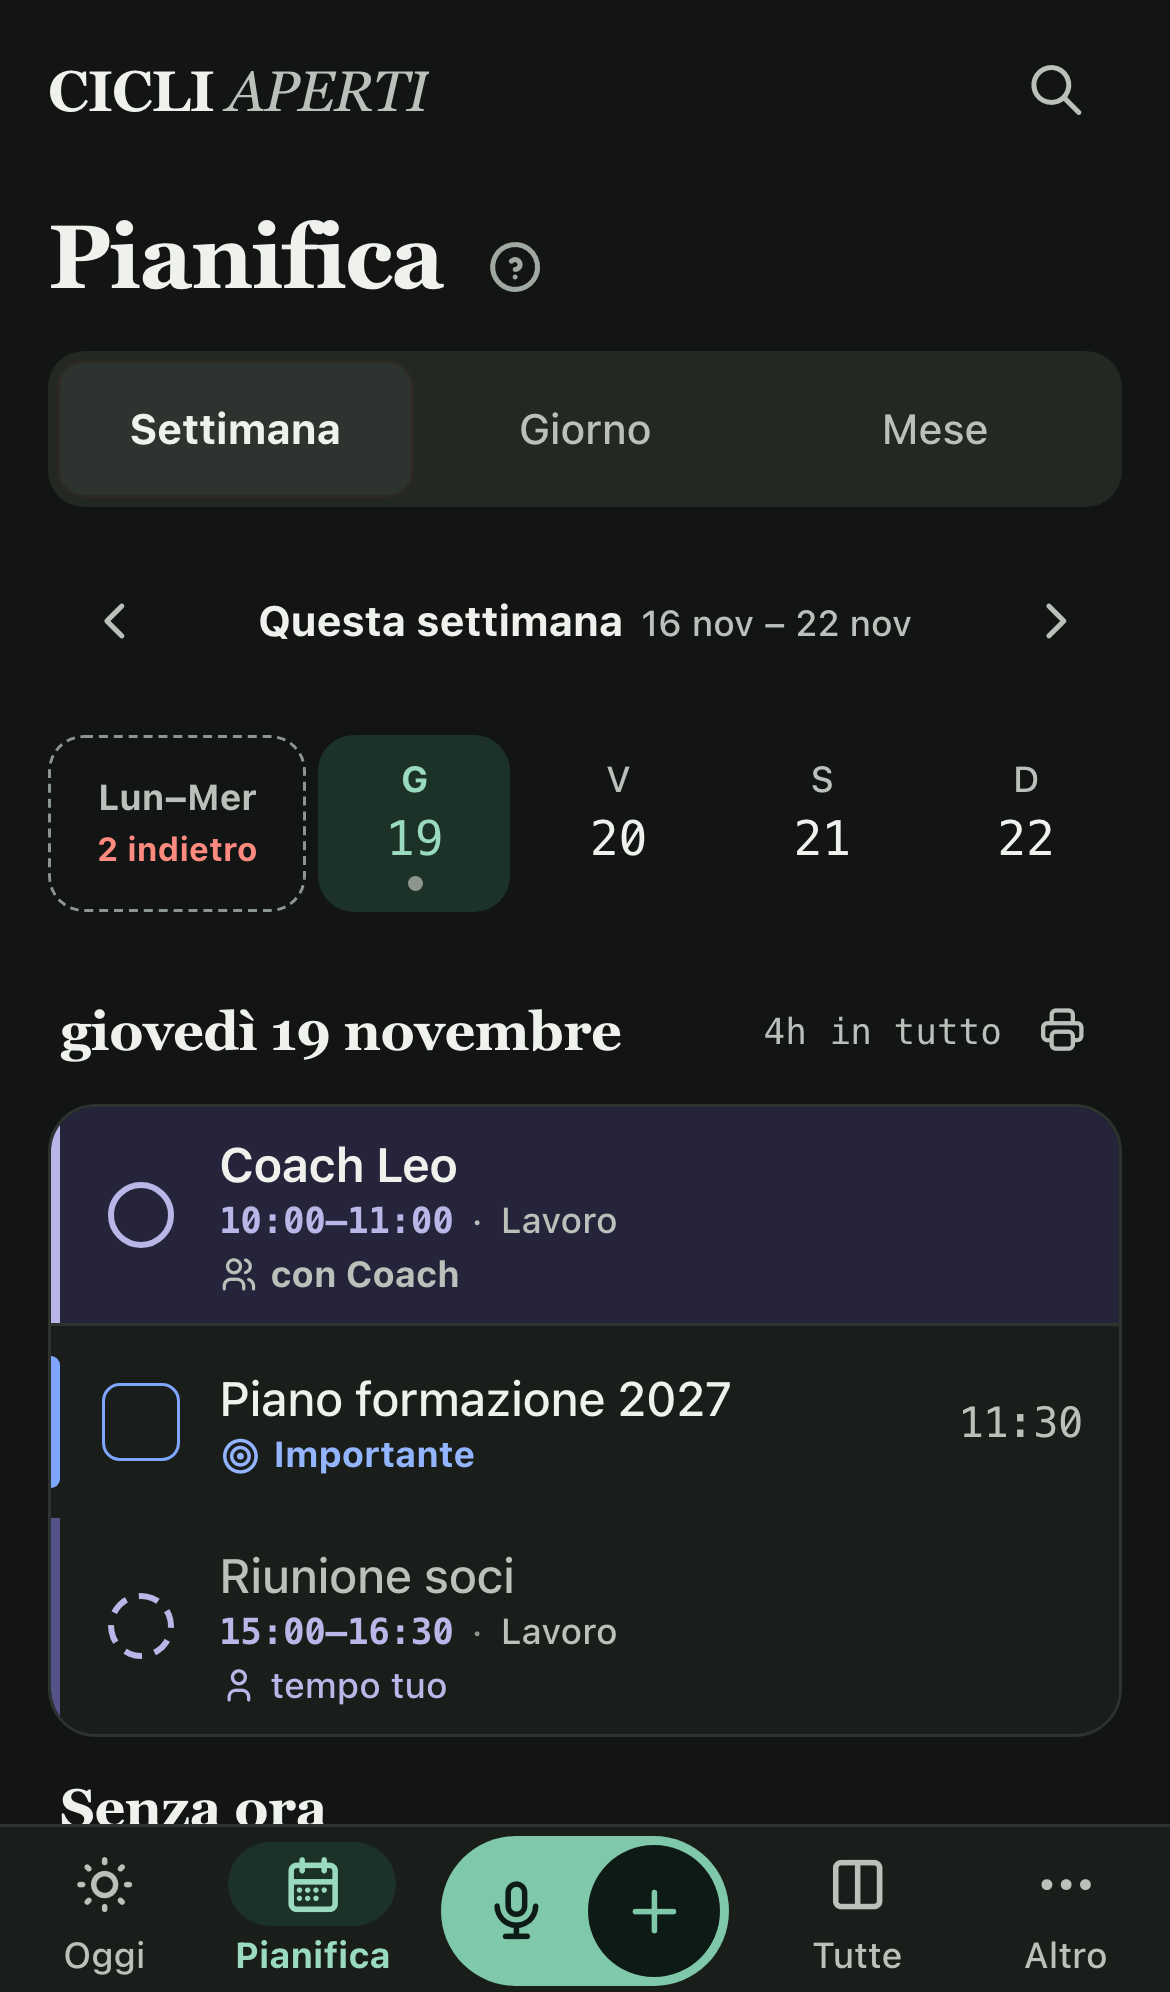 CICLI APERTI
Pianifica ?
Settimana Giorno Mese
Questa settimana 16 nov – 22 nov
Lun–Mer
2 indietro
G
19
V
20
S
21
D
22
giovedì 19 novembre 4h in tutto
Coach Leo
10:00–11:00 · Lavoro
con Coach
Piano formazione 2027 11:30
Importante
Riunione soci
15:00–16:30 · Lavoro
tempo tuo
Senza ora
Oggi Pianifica Tutte Altro